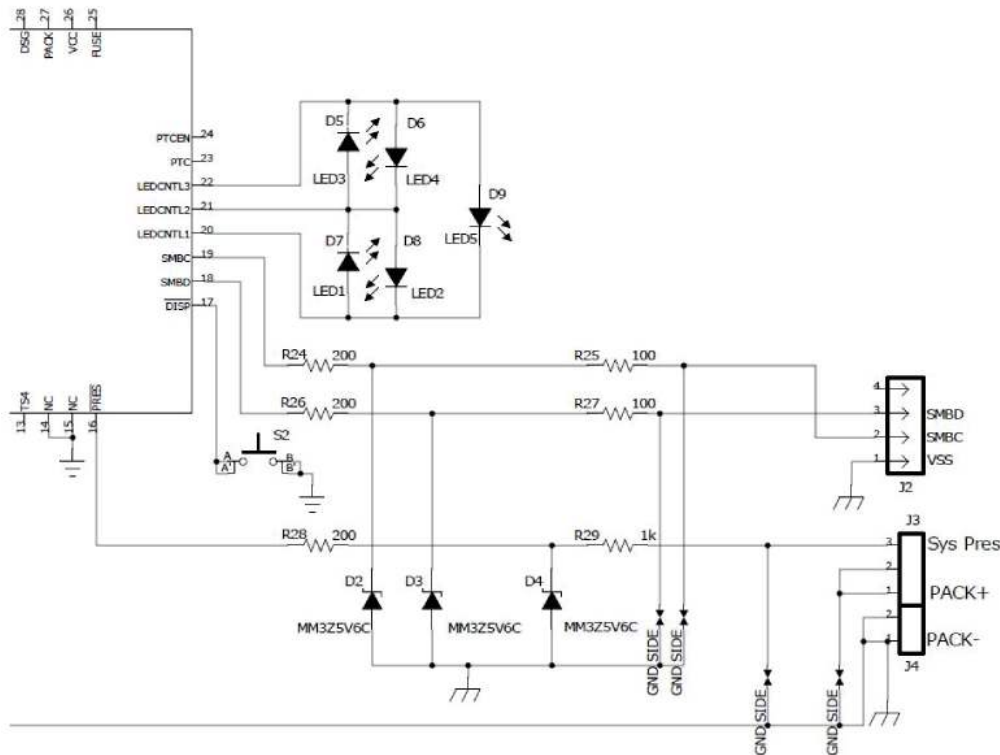 28 27 26 25
DSG PACK VCC FUSE
PTCEN 24
PTC 23
LEDCNTL3 22
LEDCNTL2 21
LEDCNTL1 20
SMBC 19
SMBD 18
DISP 17
D5 D6
LED3 LED4
D9
LED5
D7 D8
LED1 LED2
R24 200 R25 100
R26 200 R27 100
TS4 NC NC PRES
13 14 15 16
S2
A B
A' B'
4
3 SMBD
2 SMBC
1 VSS
J2
J3
R28 200 R29 1k
3 Sys Pres
2
1 PACK+
2
1 PACK-
J4
D2 D3 D4
MM3Z5V6C MM3Z5V6C MM3Z5V6C
GND SIDE GND SIDE
GND SIDE GND SIDE